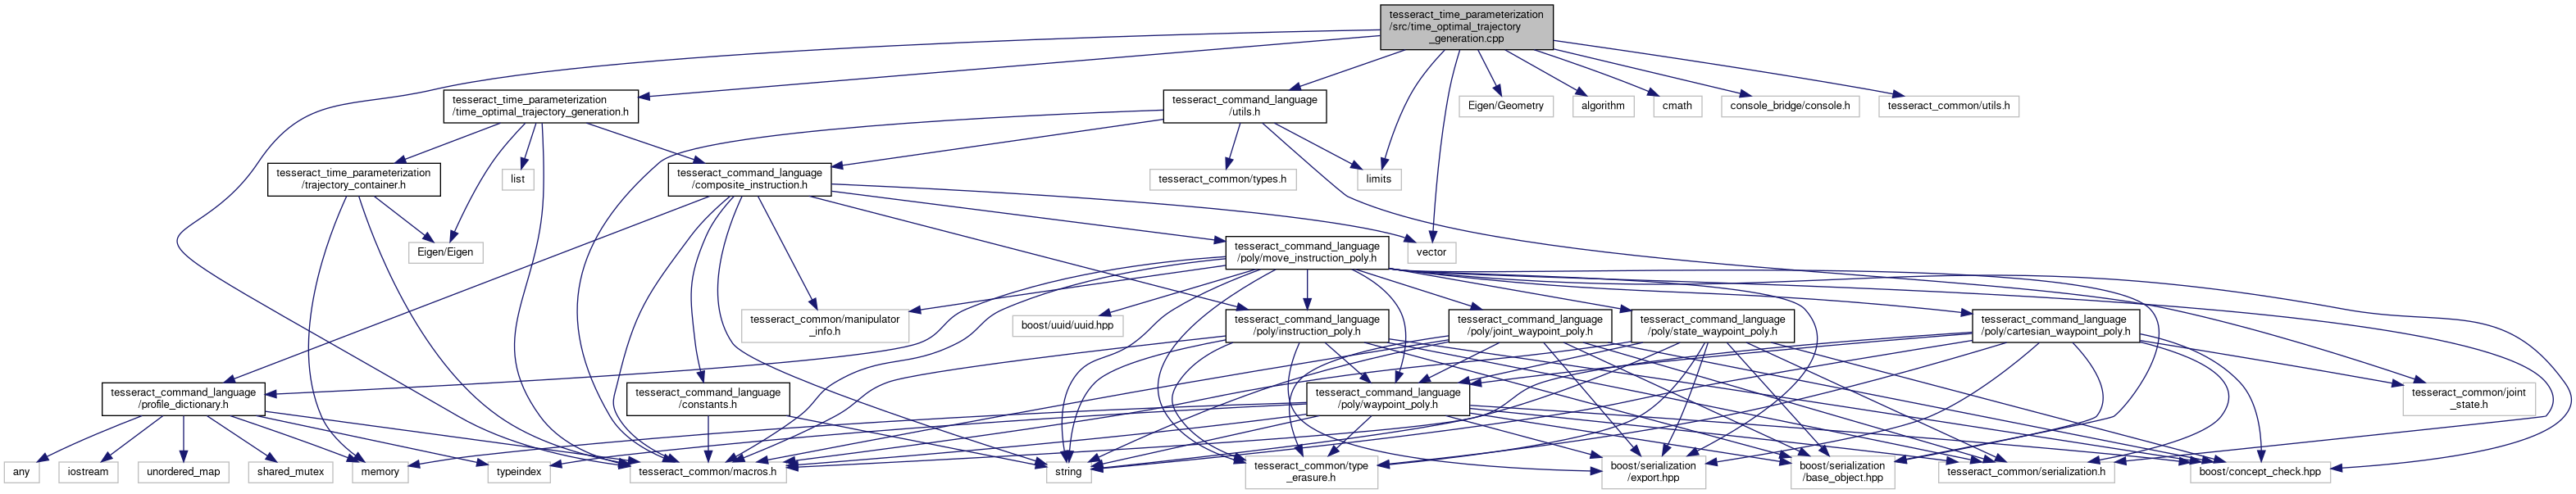 tesseract_time_parameterization
/src/time_optimal_trajectory
_generation.cpp
tesseract_time_parameterization
/time_optimal_trajectory_generation.h
tesseract_command_language
/utils.h
Eigen/Geometry
algorithm
cmath
console_bridge/console.h
tesseract_common/utils.h
tesseract_time_parameterization
/trajectory_container.h
list
tesseract_command_language
/composite_instruction.h
tesseract_common/types.h
limits
Eigen/Eigen
tesseract_command_language
/poly/move_instruction_poly.h
vector
tesseract_common/manipulator
_info.h
boost/uuid/uuid.hpp
tesseract_command_language
/poly/instruction_poly.h
tesseract_command_language
/poly/joint_waypoint_poly.h
tesseract_command_language
/poly/state_waypoint_poly.h
tesseract_command_language
/poly/cartesian_waypoint_poly.h
tesseract_command_language
/profile_dictionary.h
tesseract_command_language
/constants.h
tesseract_command_language
/poly/waypoint_poly.h
tesseract_common/joint
_state.h
any
iostream
unordered_map
shared_mutex
memory
typeindex
tesseract_common/macros.h
string
tesseract_common/type
_erasure.h
boost/serialization
/export.hpp
boost/serialization
/base_object.hpp
tesseract_common/serialization.h
boost/concept_check.hpp